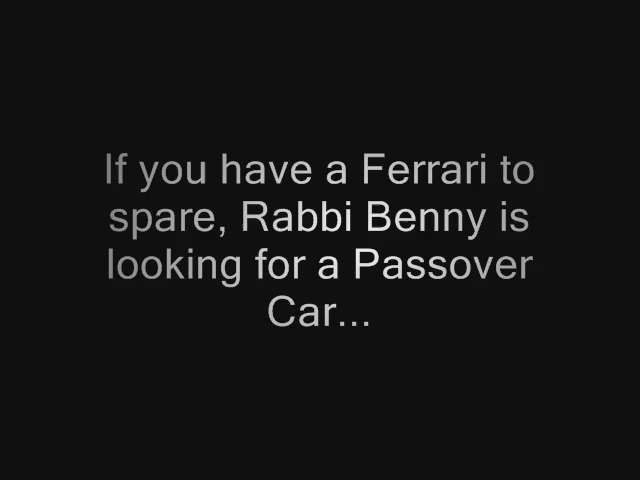 If you have a Ferrari to
spare, Rabbi Benny is
looking for a Passover
Car...